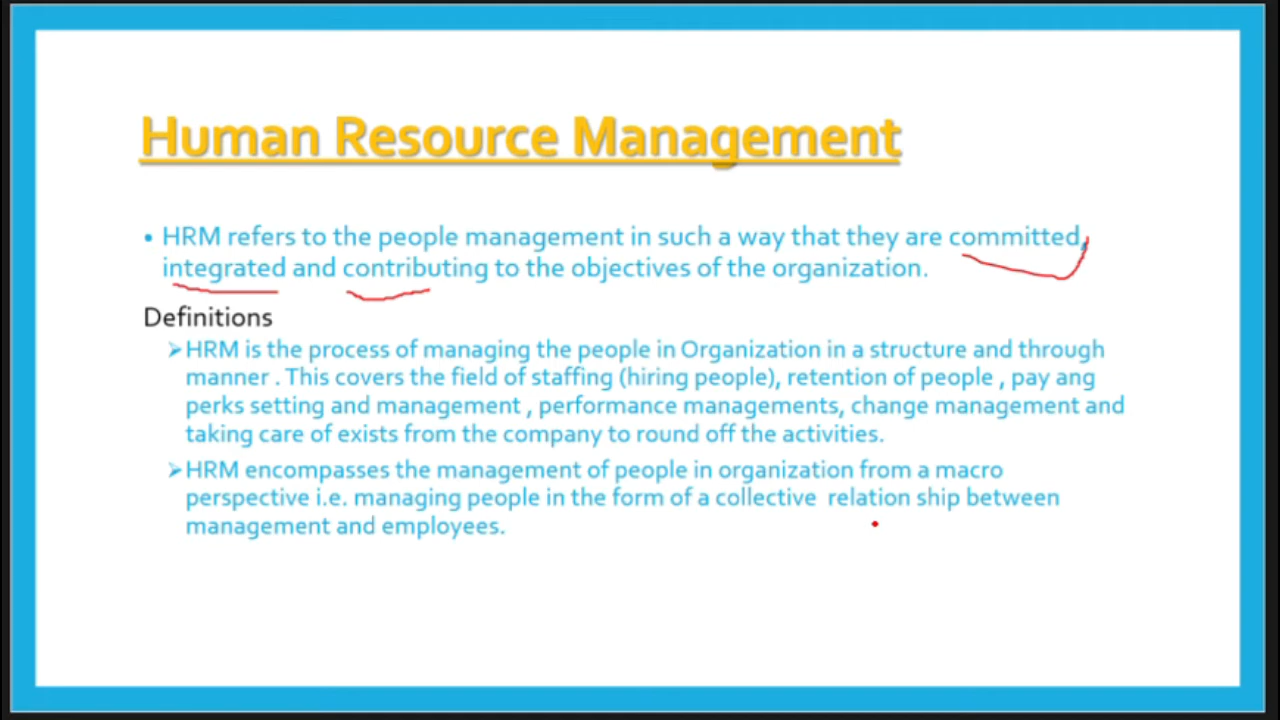 Human Resource Management
• HRM refers to the people management in such a way that they are committed,
integrated and contributing to the objectives of the organization.
Definitions
➢HRM is the process of managing the people in Organization in a structure and through
manner . This covers the field of staffing (hiring people), retention of people , pay ang
perks setting and management , performance managements, change management and
taking care of exists from the company to round off the activities.
➢HRM encompasses the management of people in organization from a macro
perspective i.e. managing people in the form of a collective relation ship between
management and employees.